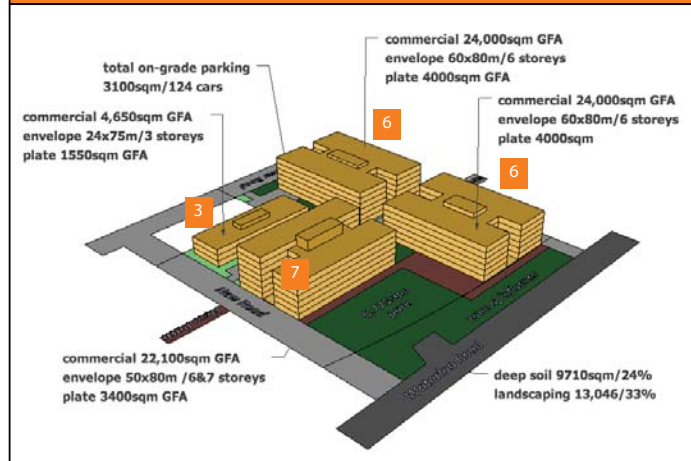 commercial 24,000sqm GFA
envelope 60x80m/6 storeys
plate 4000sqm GFA
total on-grade parking
3100sqm/124 cars
commercial 4,650sqm GFA
envelope 24x75m/3 storeys
plate 1550sqm GFA
commercial 24,000sqm GFA
envelope 60x80m/6 storeys
plate 4000sqm
6
6
3
7
New Road
commercial 22,100sqm GFA
envelope 50x80m /6&7 storeys
plate 3400sqm GFA
deep soil 9710sqm/24%
landscaping 13,046/33%